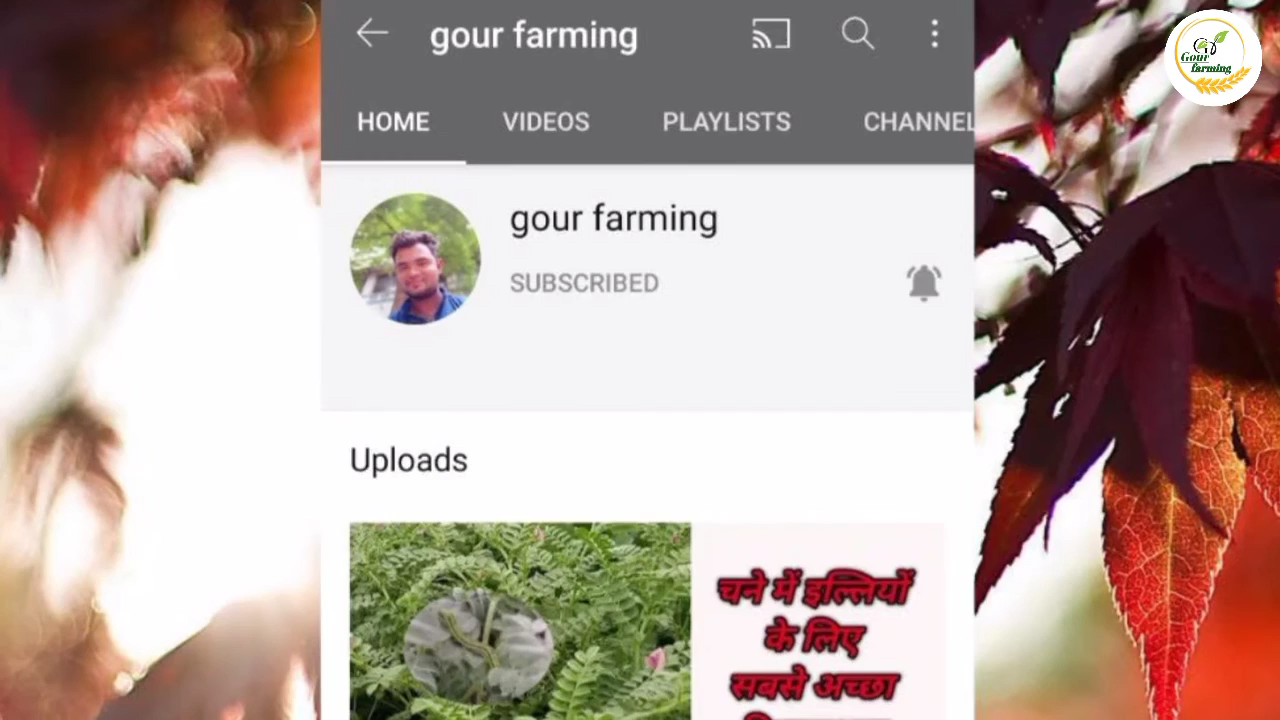 gour farming
HOME VIDEOS PLAYLISTS CHANNEL
gour farming
SUBSCRIBED
Uploads
चने में इल्लियों
के लिए
सबसे अच्छा
Gour
farming